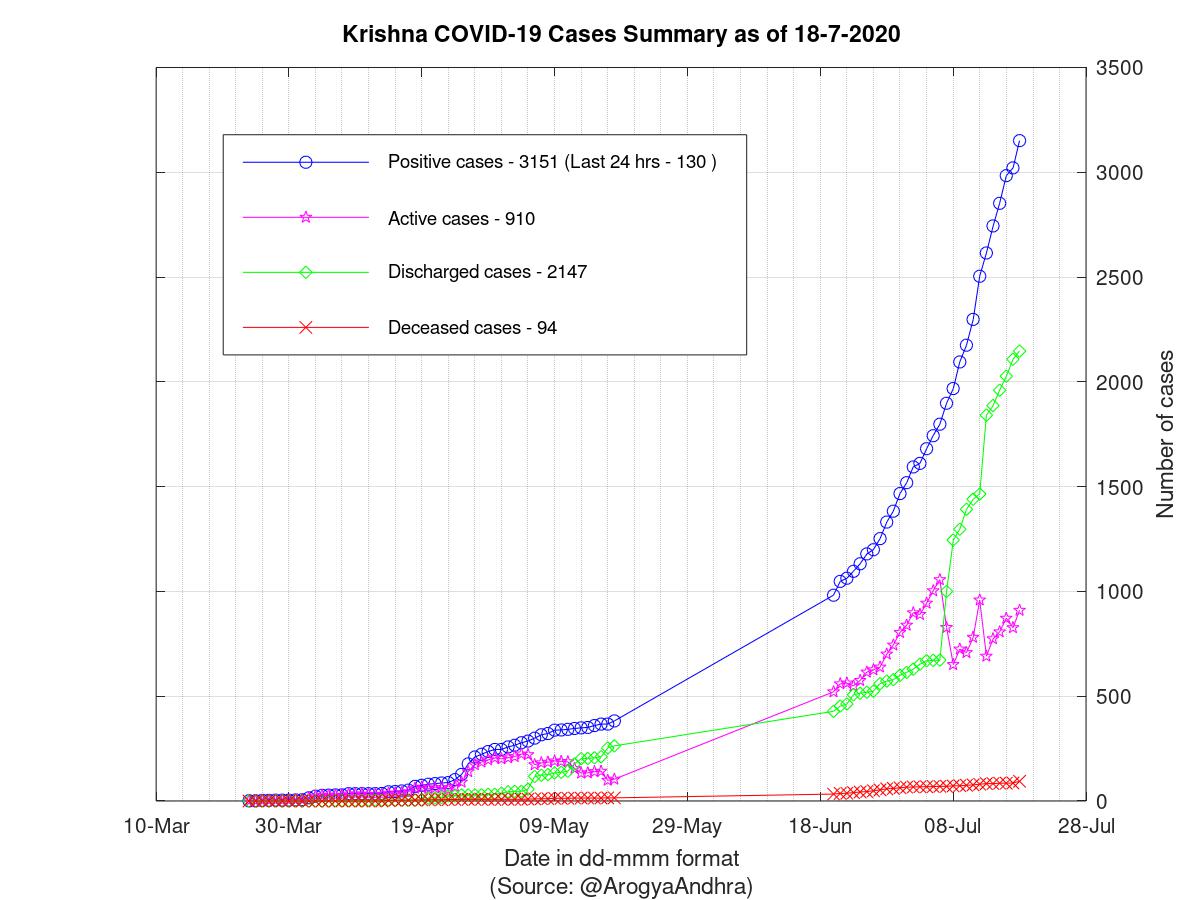 Krishna COVID-19 Cases Summary as of 18-7-2020
Positive cases - 3151 (Last 24 hrs - 130 )
Active cases - 910
Discharged cases - 2147
Deceased cases - 94
3500
3000
2500
2000
1500
1000
500
0
Number of cases
10-Mar
30-Mar
19-Apr
09-May
29-May
18-Jun
08-Jul
28-Jul
Date in dd-mmm format
(Source: @ArogyaAndhra)